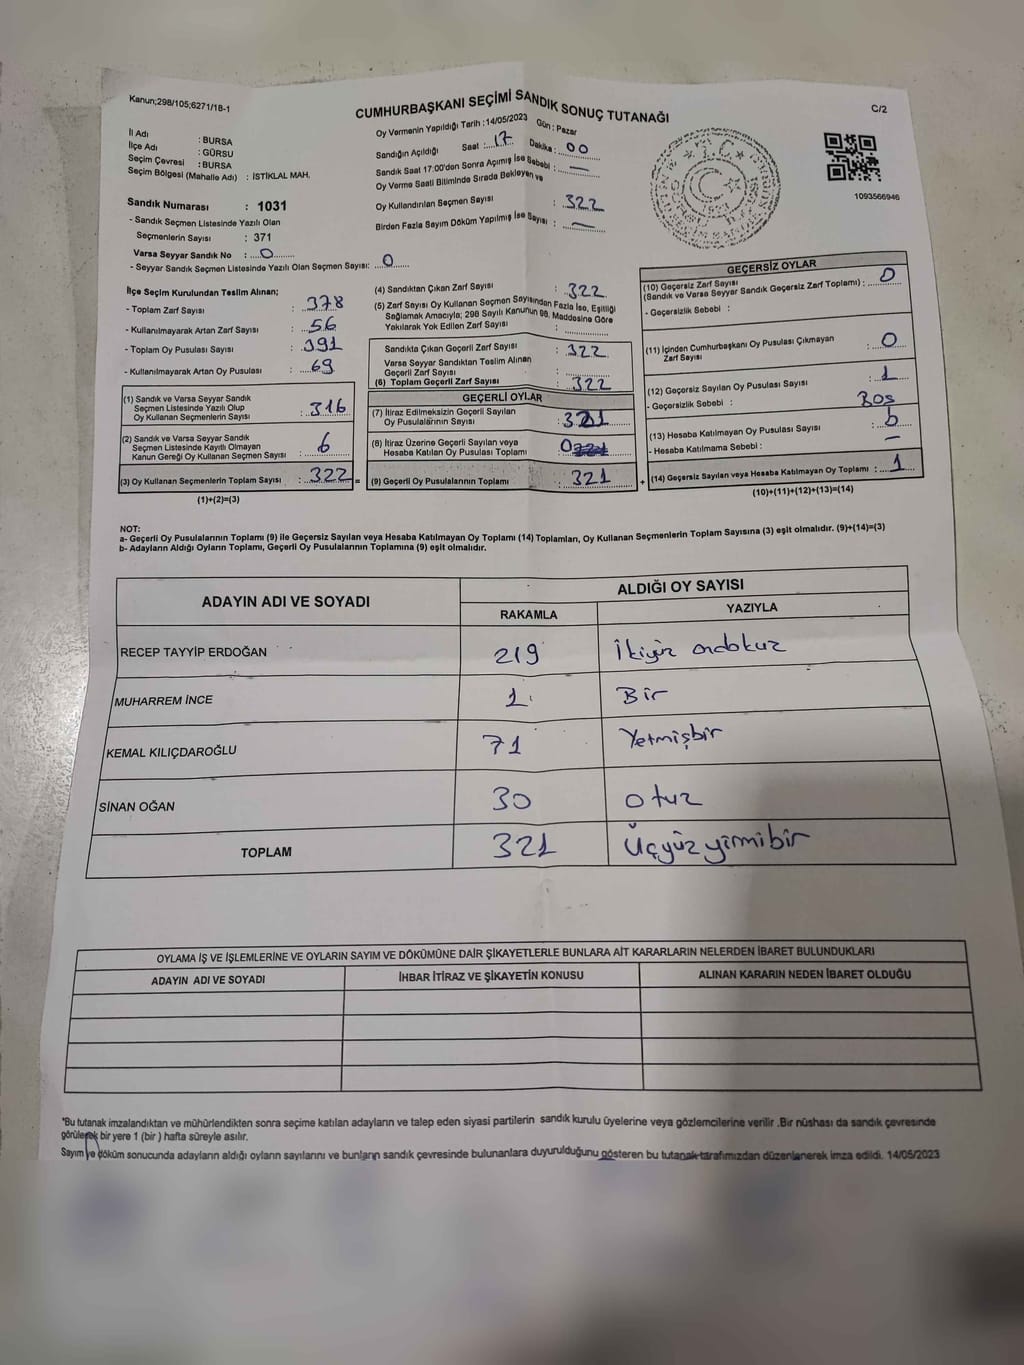 Kanun;298/105;6271/18-1
CUMHURBAŞKANI SEÇİMİ SANDIK SONUÇ TUTANAĞI
C/2
İl Adı : BURSA
İlçe Adı : GÜRSU
Seçim Çevresi : BURSA
Seçim Bölgesi (Mahalle Adı) : İSTİKLAL MAH.
Oy Vermenin Yapıldığı Tarih :14/05/2023 Gün : Pazar
Sandığın Açıldığı Saat : 17 Dakika : 00
Sandık Saat 17:00'den Sonra Açımış İse Sebebi : —
Oy Verme Saati Bitiminde Sırada Bekleyen ve
Oy Kullandırılan Seçmen Sayısı : 322
Birden Fazla Sayım Döküm Yapılmış İse Sayısı : —
1093566946
Sandık Numarası : 1031
- Sandık Seçmen Listesinde Yazılı Olan
Seçmenlerin Sayısı : 371
Varsa Seyyar Sandık No : 0
- Seyyar Sandık Seçmen Listesinde Yazılı Olan Seçmen Sayısı: 0
İlçe Seçim Kurulundan Teslim Alınan;
- Toplam Zarf Sayısı : 378
- Kullanılmayarak Artan Zarf Sayısı : 56
- Toplam Oy Pusulası Sayısı : 391
- Kullanılmayarak Artan Oy Pusulası : 69
(1) Sandık ve Varsa Seyyar Sandık
Seçmen Listesinde Yazılı Olup
Oy Kullanan Seçmenlerin Sayısı : 316
(2) Sandık ve Varsa Seyyar Sandık
Seçmen Listesinde Kayıtlı Olmayan
Kanun Gereği Oy Kullanan Seçmen Sayısı : 6
(3) Oy Kullanan Seçmenlerin Toplam Sayısı : 322 =
(1)+(2)=(3)
(4) Sandıktan Çıkan Zarf Sayısı : 322
(5) Zarf Sayısı Oy Kullanan Seçmen Sayısından Fazla İse, Eşitliği
Sağlamak Amacıyla; 298 Sayılı Kanunun 98. Maddesine Göre
Yakılarak Yok Edilen Zarf Sayısı :
Sandıkta Çıkan Geçerli Zarf Sayısı : 322
Varsa Seyyar Sandıktan Teslim Alınan
Geçerli Zarf Sayısı :
(6) Toplam Geçerli Zarf Sayısı : 322
GEÇERLİ OYLAR
(7) İtiraz Edilmeksizin Geçerli Sayılan
Oy Pusulalarının Sayısı : 321
(8) İtiraz Üzerine Geçerli Sayılan veya
Hesaba Katılan Oy Pusulası Toplamı : 0
(9) Geçerli Oy Pusulalarının Toplamı : 321 +
GEÇERSİZ OYLAR
(10) Geçersiz Zarf Sayısı
(Sandık ve Varsa Seyyar Sandık Geçersiz Zarf Toplamı) : 0
- Geçersizlik Sebebi :
(11) İçinden Cumhurbaşkanı Oy Pusulası Çıkmayan
Zarf Sayısı : 0
(12) Geçersiz Sayılan Oy Pusulası Sayısı : 1
- Geçersizlik Sebebi : Boş
(13) Hesaba Katılmayan Oy Pusulası Sayısı :
- Hesaba Katılmama Sebebi : —
(14) Geçersiz Sayılan veya Hesaba Katılmayan Oy Toplamı : 1
(10)+(11)+(12)+(13)=(14)
NOT:
a- Geçerli Oy Pusulalarının Toplamı (9) ile Geçersiz Sayılan veya Hesaba Katılmayan Oy Toplamı (14) Toplamları, Oy Kullanan Seçmenlerin Toplam Sayısına (3) eşit olmalıdır. (9)+(14)=(3)
b- Adayların Aldığı Oyların Toplamı, Geçerli Oy Pusulalarının Toplamına (9) eşit olmalıdır.
ADAYIN ADI VE SOYADI
ALDIĞI OY SAYISI
RAKAMLA YAZIYLA
RECEP TAYYİP ERDOĞAN 219 İkiyüz ondokuz
MUHARREM İNCE 1 Bir
KEMAL KILIÇDAROĞLU 71 Yetmişbir
SİNAN OĞAN 30 Otuz
TOPLAM 321 Üçyüz yirmibir
OYLAMA İŞ VE İŞLEMLERİNE VE OYLARIN SAYIM VE DÖKÜMÜNE DAİR ŞİKAYETLERLE BUNLARA AİT KARARLARIN NELERDEN İBARET BULUNDUKLARI
ADAYIN ADI VE SOYADI İHBAR İTİRAZ VE ŞİKAYETİN KONUSU ALINAN KARARIN NEDEN İBARET OLDUĞU
*Bu tutanak imzalandıktan ve mühürlendikten sonra seçime katılan adayların ve talep eden siyasi partilerin sandık kurulu üyelerine veya gözlemcilerine verilir .Bir nüshası da sandık çevresinde
görülecek bir yere 1 (bir ) hafta süreyle asılır.
Sayım ve döküm sonucunda adayların aldığı oyların sayılarını ve bunların sandık çevresinde bulunanlara duyurulduğunu gösteren bu tutanak tarafımızdan düzenlenerek imza edildi. 14/05/2023